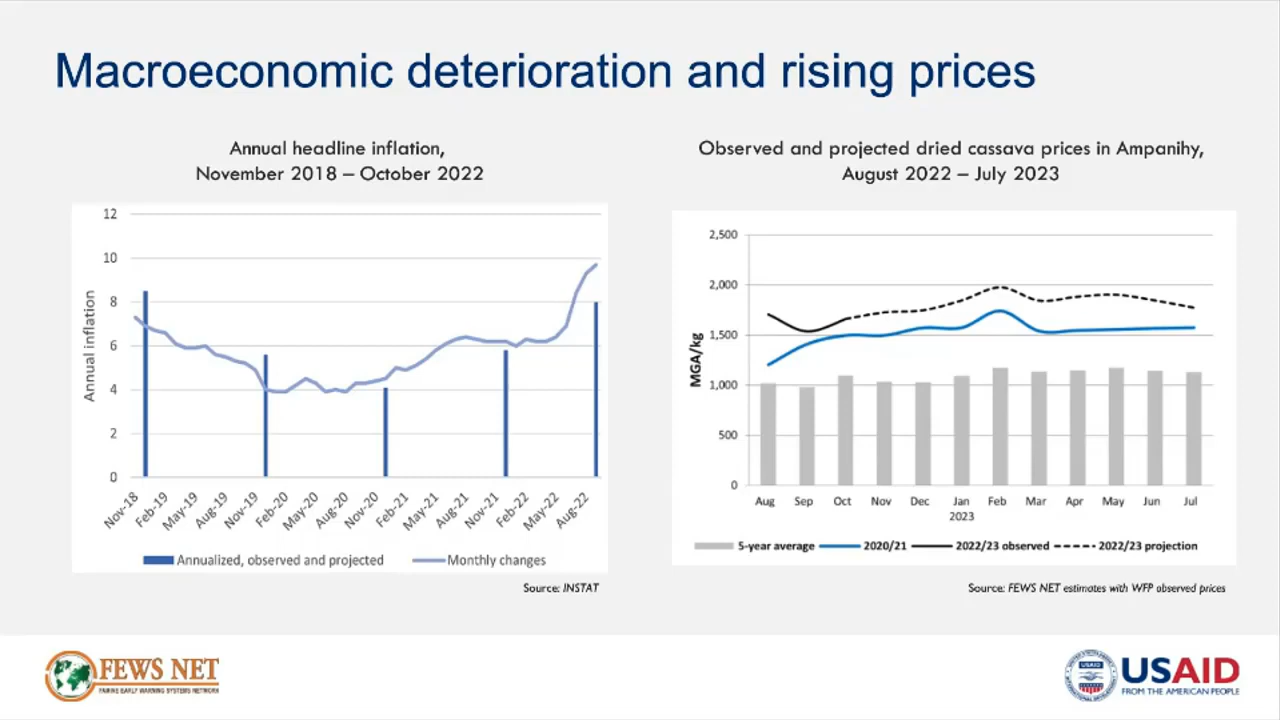 Macroeconomic deterioration and rising prices
Annual headline inflation,
November 2018 – October 2022
12
10
8
6
4
2
0
Annual inflation
Nov-18
Feb-19
May-19
Aug-19
Nov-19
Feb-20
May-20
Aug-20
Nov-20
Feb-21
May-21
Aug-21
Nov-21
Feb-22
May-22
Aug-22
Annualized, observed and projected
Monthly changes
Source: INSTAT
Observed and projected dried cassava prices in Ampanihy,
August 2022 – July 2023
2,500
2,000
1,500
1,000
500
0
MGA/kg
Aug
Sep
Oct
Nov
Dec
Jan
2023
Feb
Mar
Apr
May
Jun
Jul
5-year average
2020/21
2022/23 observed
2022/23 projection
Source: FEWS NET estimates with WFP observed prices
FEWS NET
FAMINE EARLY WARNING SYSTEMS NETWORK
USAID
USAID
FROM THE AMERICAN PEOPLE